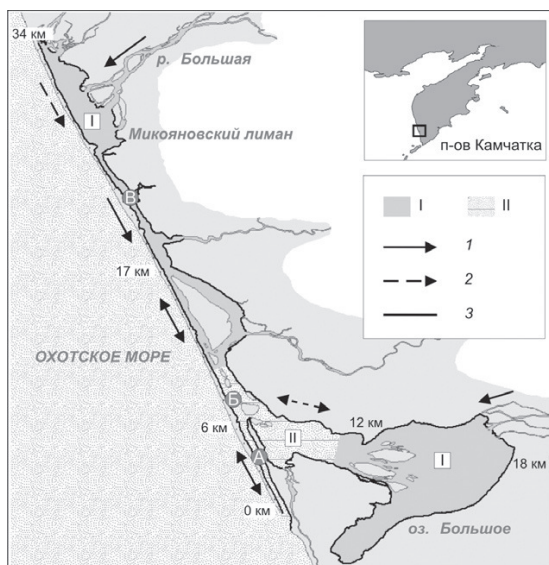 34 км
р. Большая
I
Микояновский лиман
В
17 км
ОХОТСКОЕ МОРЕ
Б
6 км
А
0 км
II
12 км
I
18 км
оз. Большое
п-ов Камчатка
I II
1
2
3